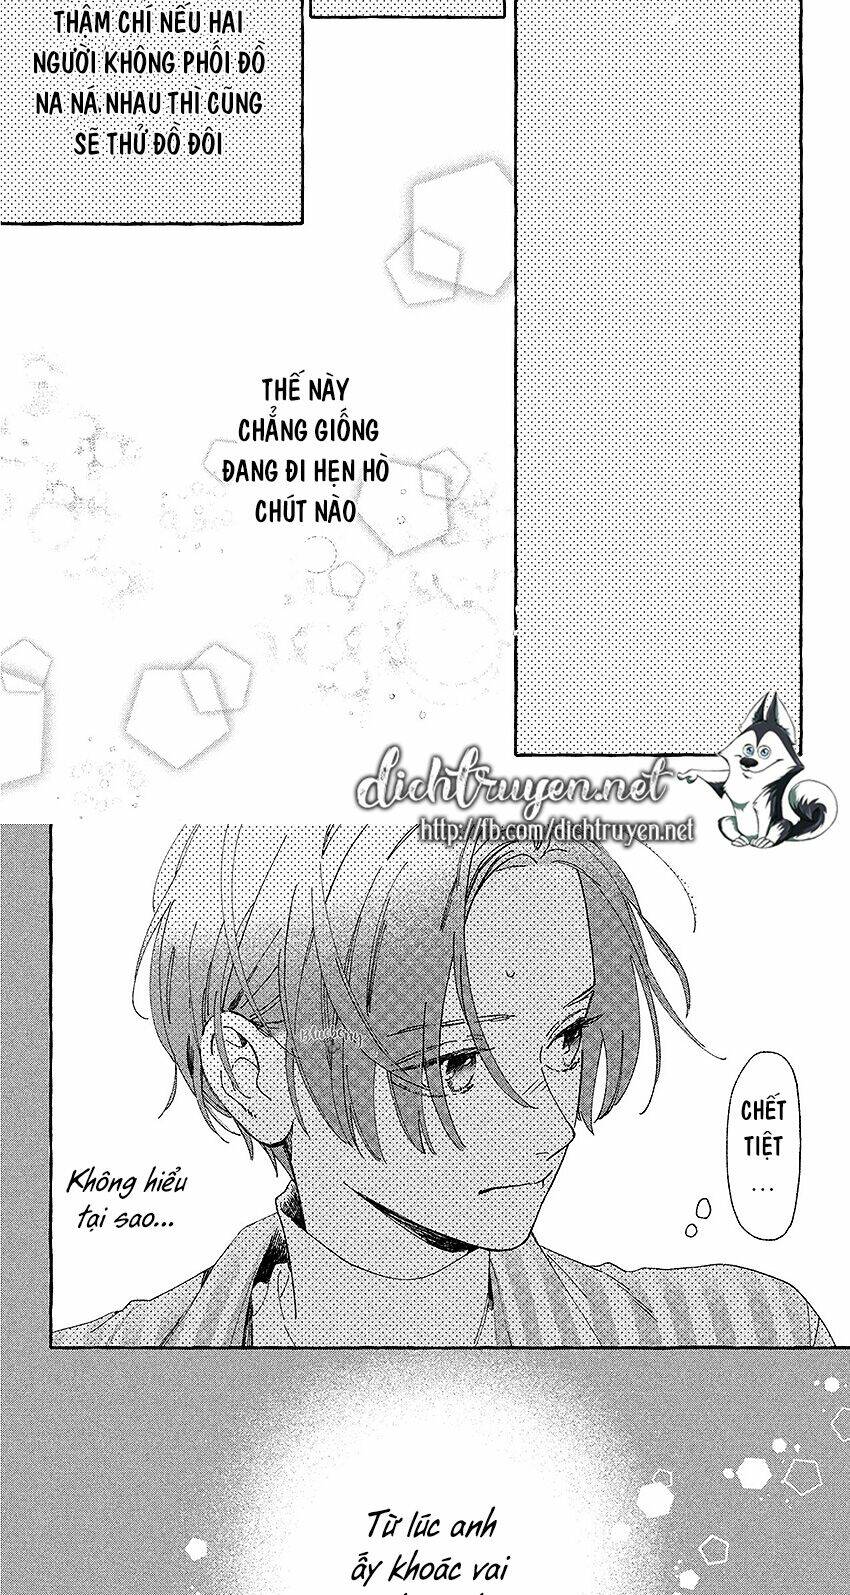 THẬM CHÍ NẾU HAI
NGƯỜI KHÔNG PHỐI ĐỒ
NA NÁ NHAU THÌ CŨNG
SẼ THỬ ĐỒ ĐÔI
THẾ NÀY
CHẲNG GIỐNG
ĐANG ĐI HẸN HÒ
CHÚT NÀO
dichtruyen.net
http://fb.com/dichtruyen.net
Blueberry
CHẾT
TIỆT
...
Không hiểu
tại sao...
Từ lúc anh
ấy khoác vai